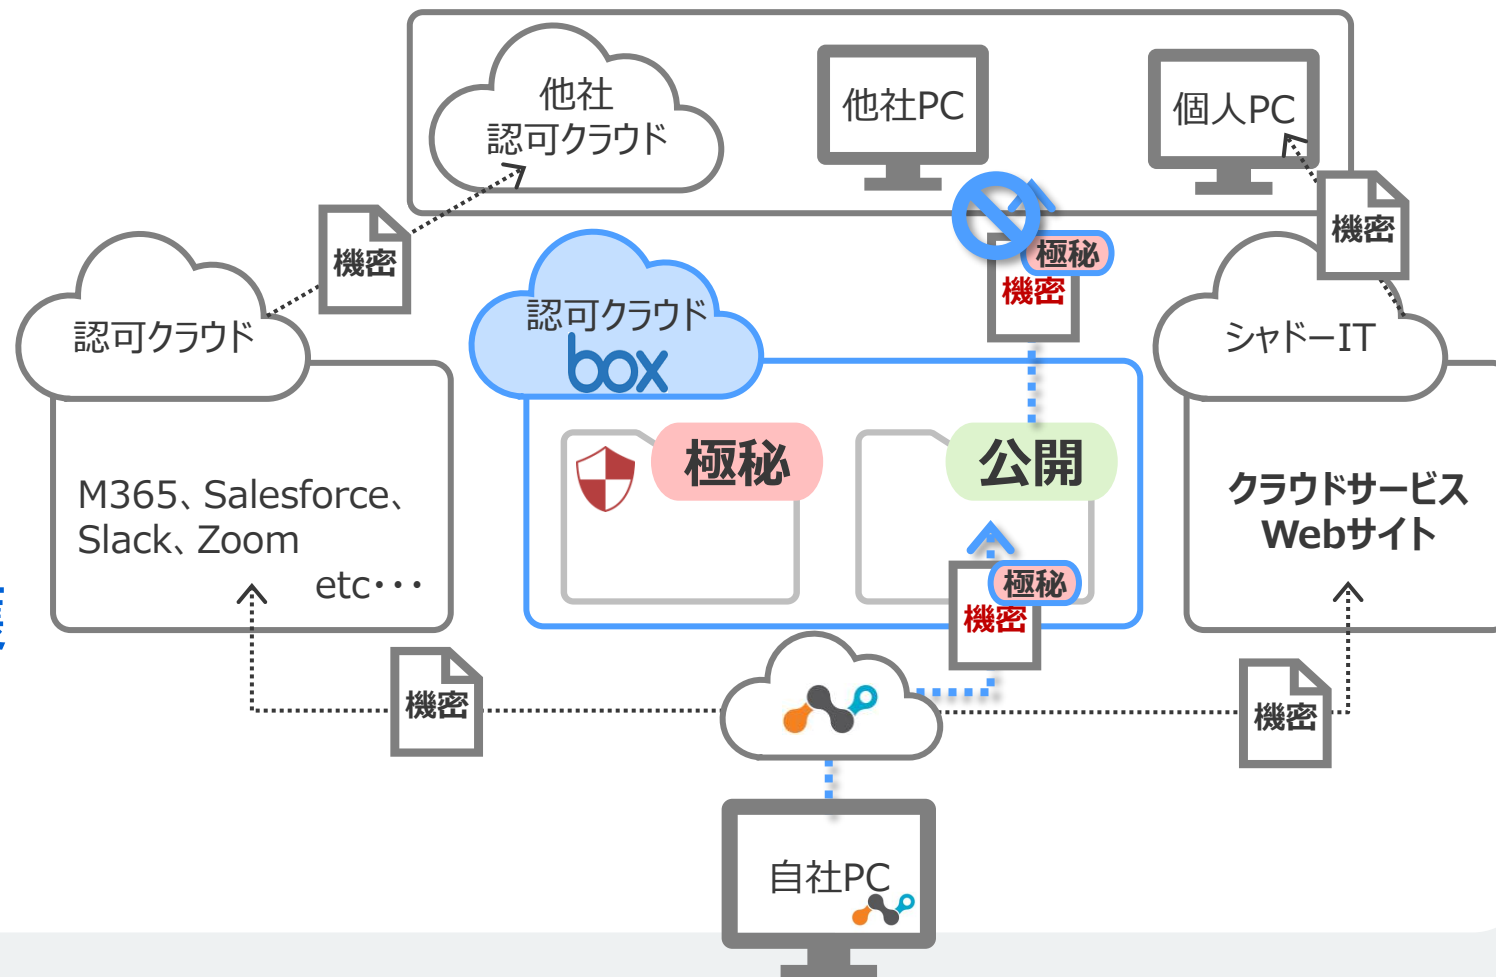 他社
認可クラウド
他社PC
個人PC
機密
機密
極秘
機密
認可クラウド
認可クラウド
box
シャドーIT
極秘
公開
M365、Salesforce、
Slack、Zoom
etc・・・
クラウドサービス
Webサイト
極秘
機密
機密
機密
自社PC